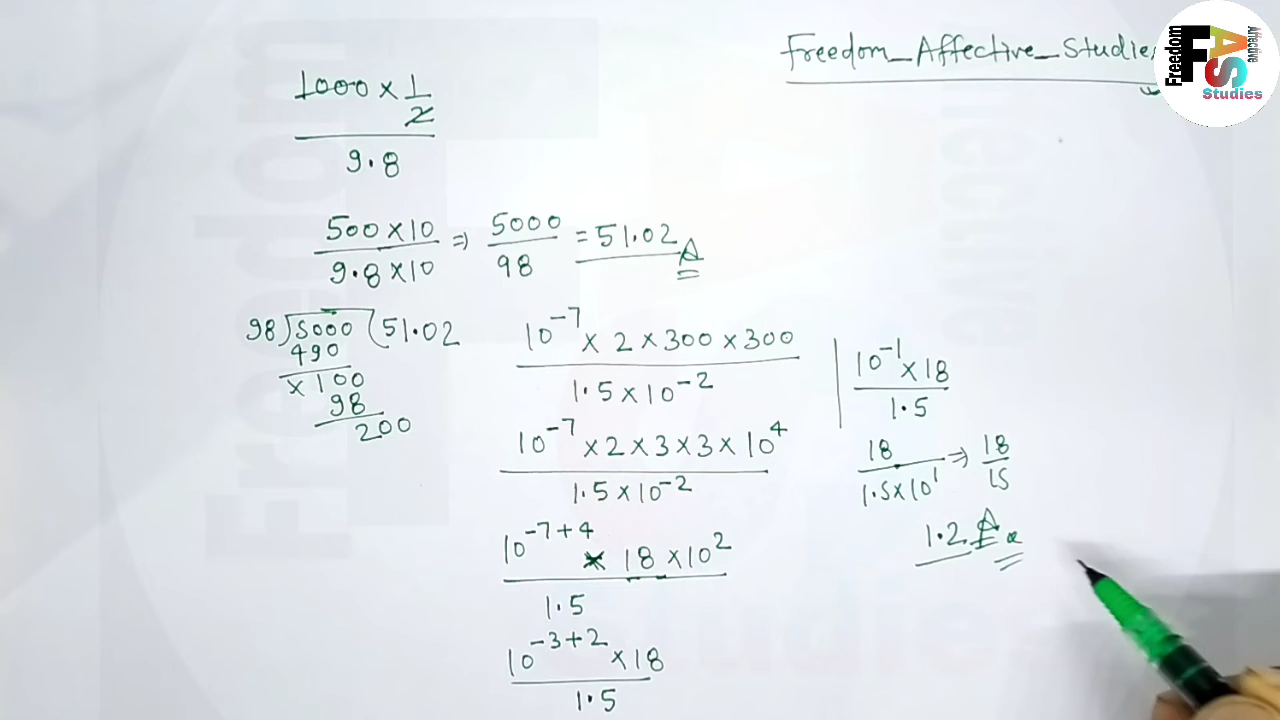 Freedom_Affective_Studies
Freedom
FAS
Affective
Studies
1000 × 1/2
9.8
500 × 10 ⇒ 5000 = 51.02 A
9.8 × 10 98
98 ) 5000 ( 51.02
490
× 100
98
200
10^-7 × 2 × 300 × 300
1.5 × 10^-2
10^-7 × 2 × 3 × 3 × 10^4
1.5 × 10^-2
10^-7+4 × 18 × 10^2
1.5
10^-3+2 × 18
1.5
10^-1 × 18
1.5
18 ⇒ 18
1.5 × 10^1 15
1.2 A